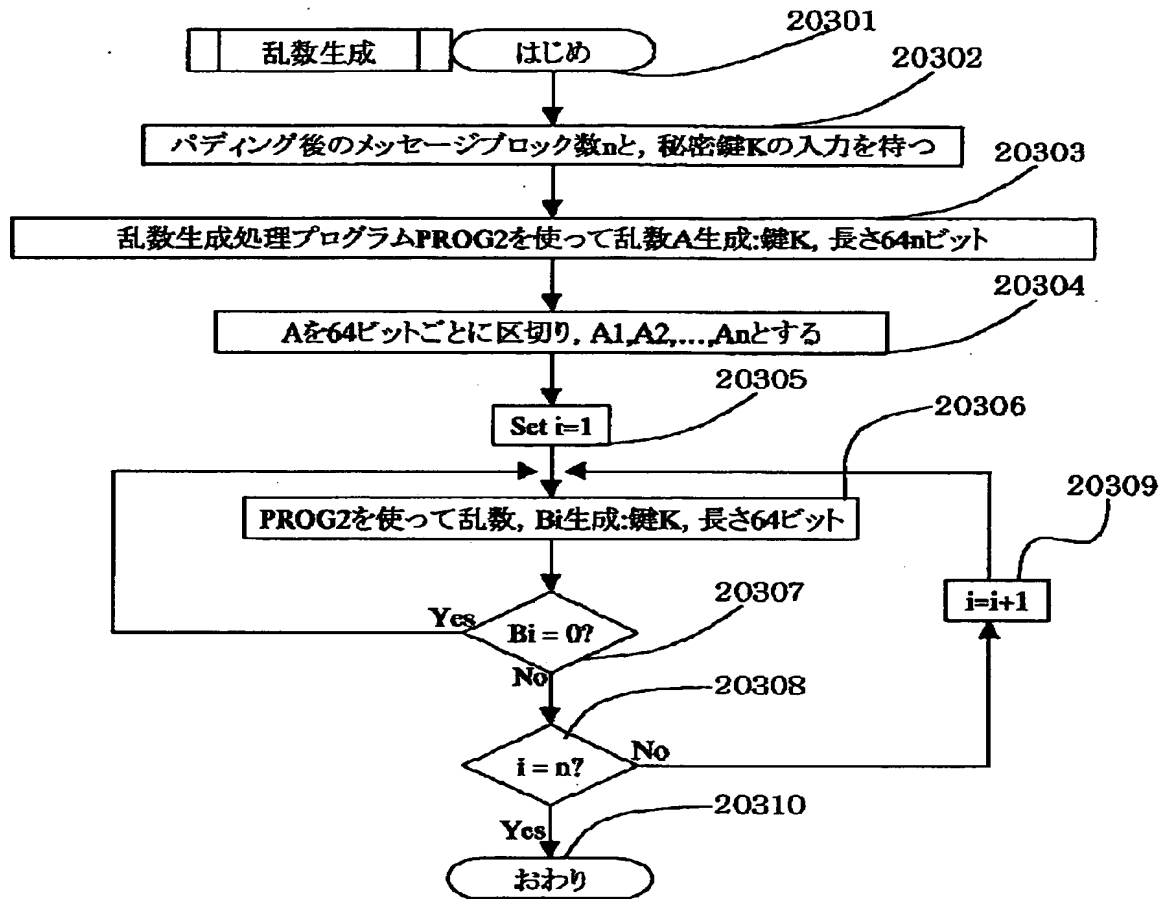 乱数生成
はじめ
20301
20302
パディング後のメッセージブロック数nと, 秘密鍵Kの入力を待つ
20303
乱数生成処理プログラムPROG2を使って乱数A生成:鍵K, 長さ64nビット
20304
Aを64ビットごとに区切り, A1,A2,...,Anとする
20305
Set i=1
20306
PROG2を使って乱数, Bi生成:鍵K, 長さ64ビット
20309
i=i+1
20307
Yes
Bi = 0?
No
20308
i = n?
No
20310
Yes
おわり